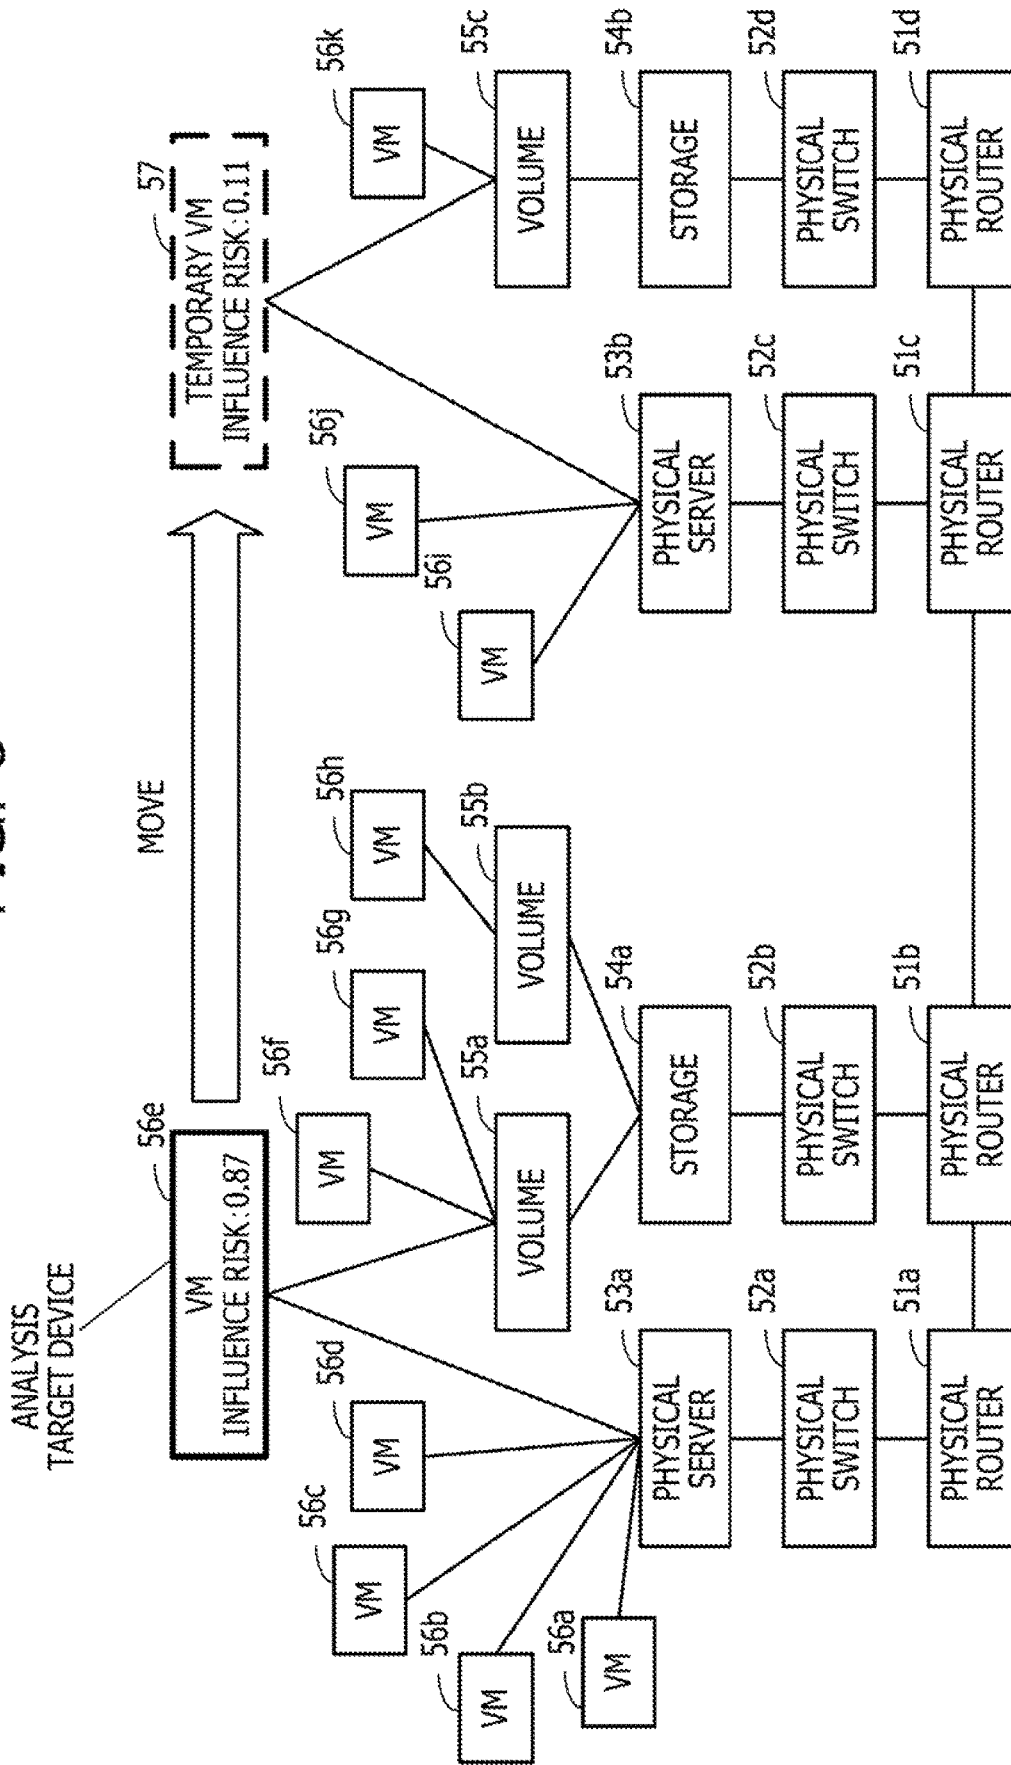 ANALYSIS
TARGET DEVICE
56e
VM
INFLUENCE RISK:0.87
MOVE
57
TEMPORARY VM
INFLUENCE RISK:0.11
56a
VM
56b
VM
56c
VM
56d
VM
56f
VM
56g
VM
56h
VM
56i
VM
56j
VM
56k
VM
55a
VOLUME
55b
VOLUME
55c
VOLUME
53a
PHYSICAL
SERVER
54a
STORAGE
53b
PHYSICAL
SERVER
54b
STORAGE
52a
PHYSICAL
SWITCH
52b
PHYSICAL
SWITCH
52c
PHYSICAL
SWITCH
52d
PHYSICAL
SWITCH
51a
PHYSICAL
ROUTER
51b
PHYSICAL
ROUTER
51c
PHYSICAL
ROUTER
51d
PHYSICAL
ROUTER